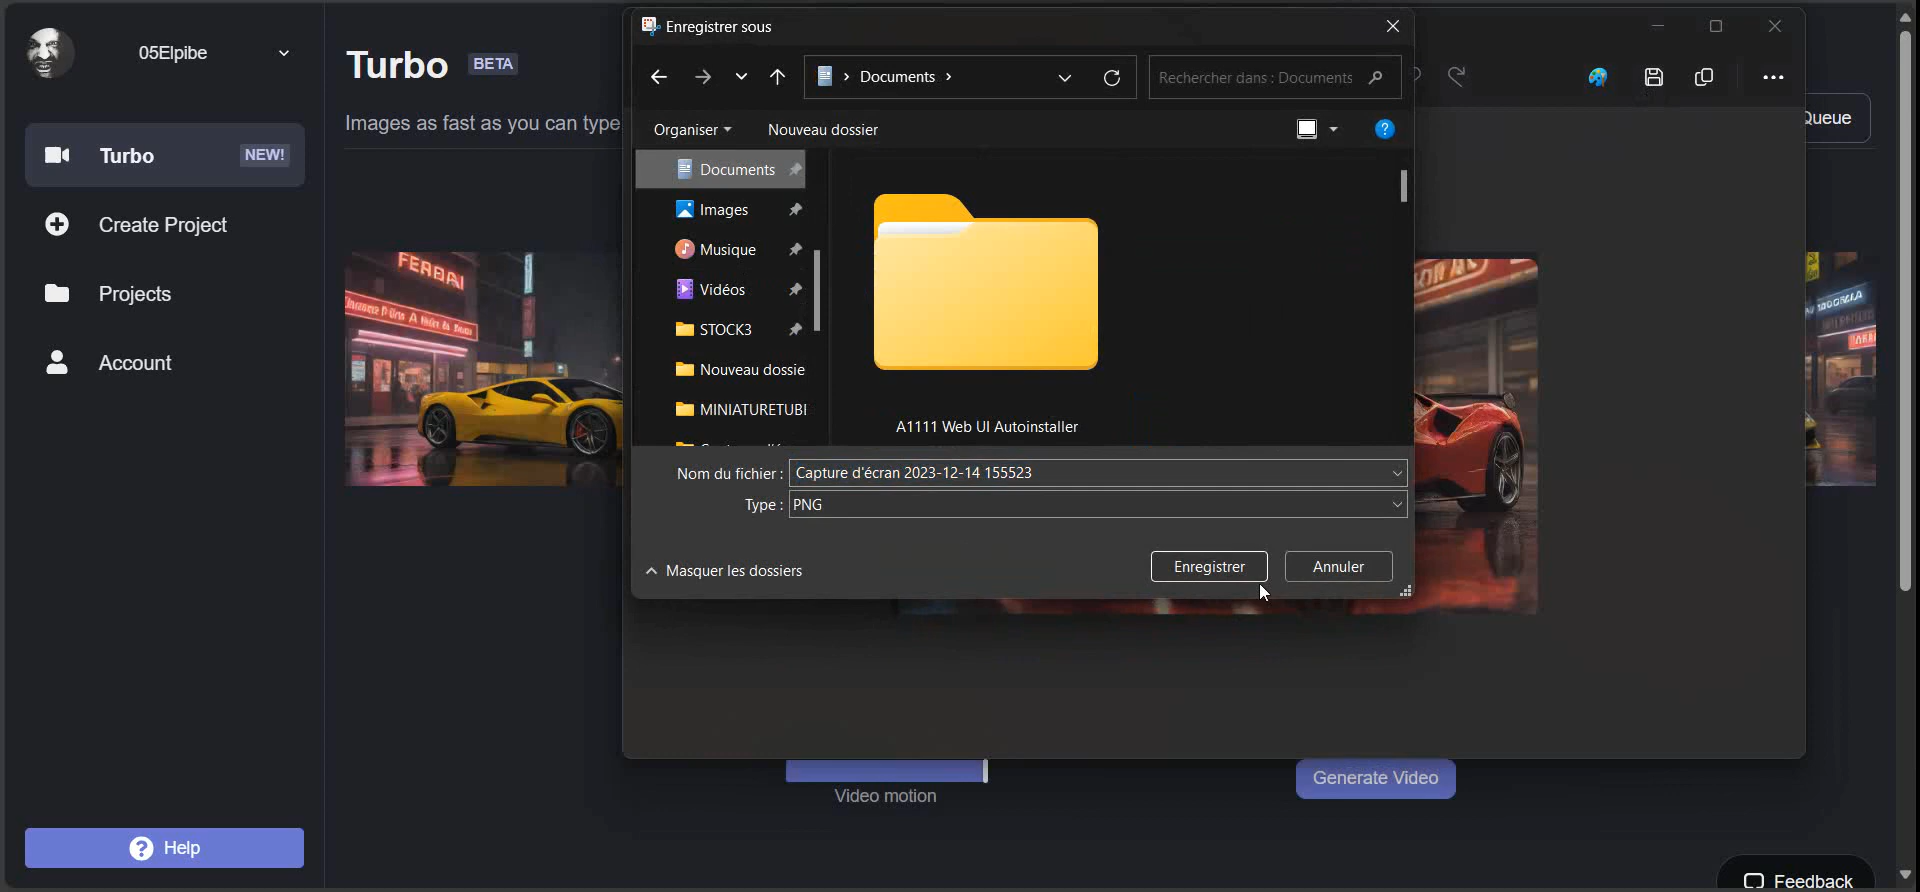 05Elpibe
Turbo NEW!
Create Project
Projects
Account
Help
Turbo BETA
Images as fast as you can type
Enregistrer sous
Documents
Rechercher dans : Documents
Organiser
Nouveau dossier
Documents
Images
Musique
Vidéos
STOCK3
Nouveau dossie
MINIATURETUBI
A1111 Web UI Autoinstaller
Nom du fichier : Capture d'écran 2023-12-14 155523
Type : PNG
Masquer les dossiers
Enregistrer
Annuler
Queue
Video motion
Generate Video
Feedback